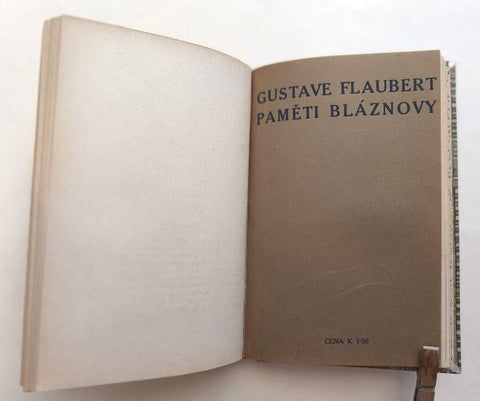 GUSTAVE FLAUBERT
PAMĚTI BLÁZNOVY
CENA K 1·50